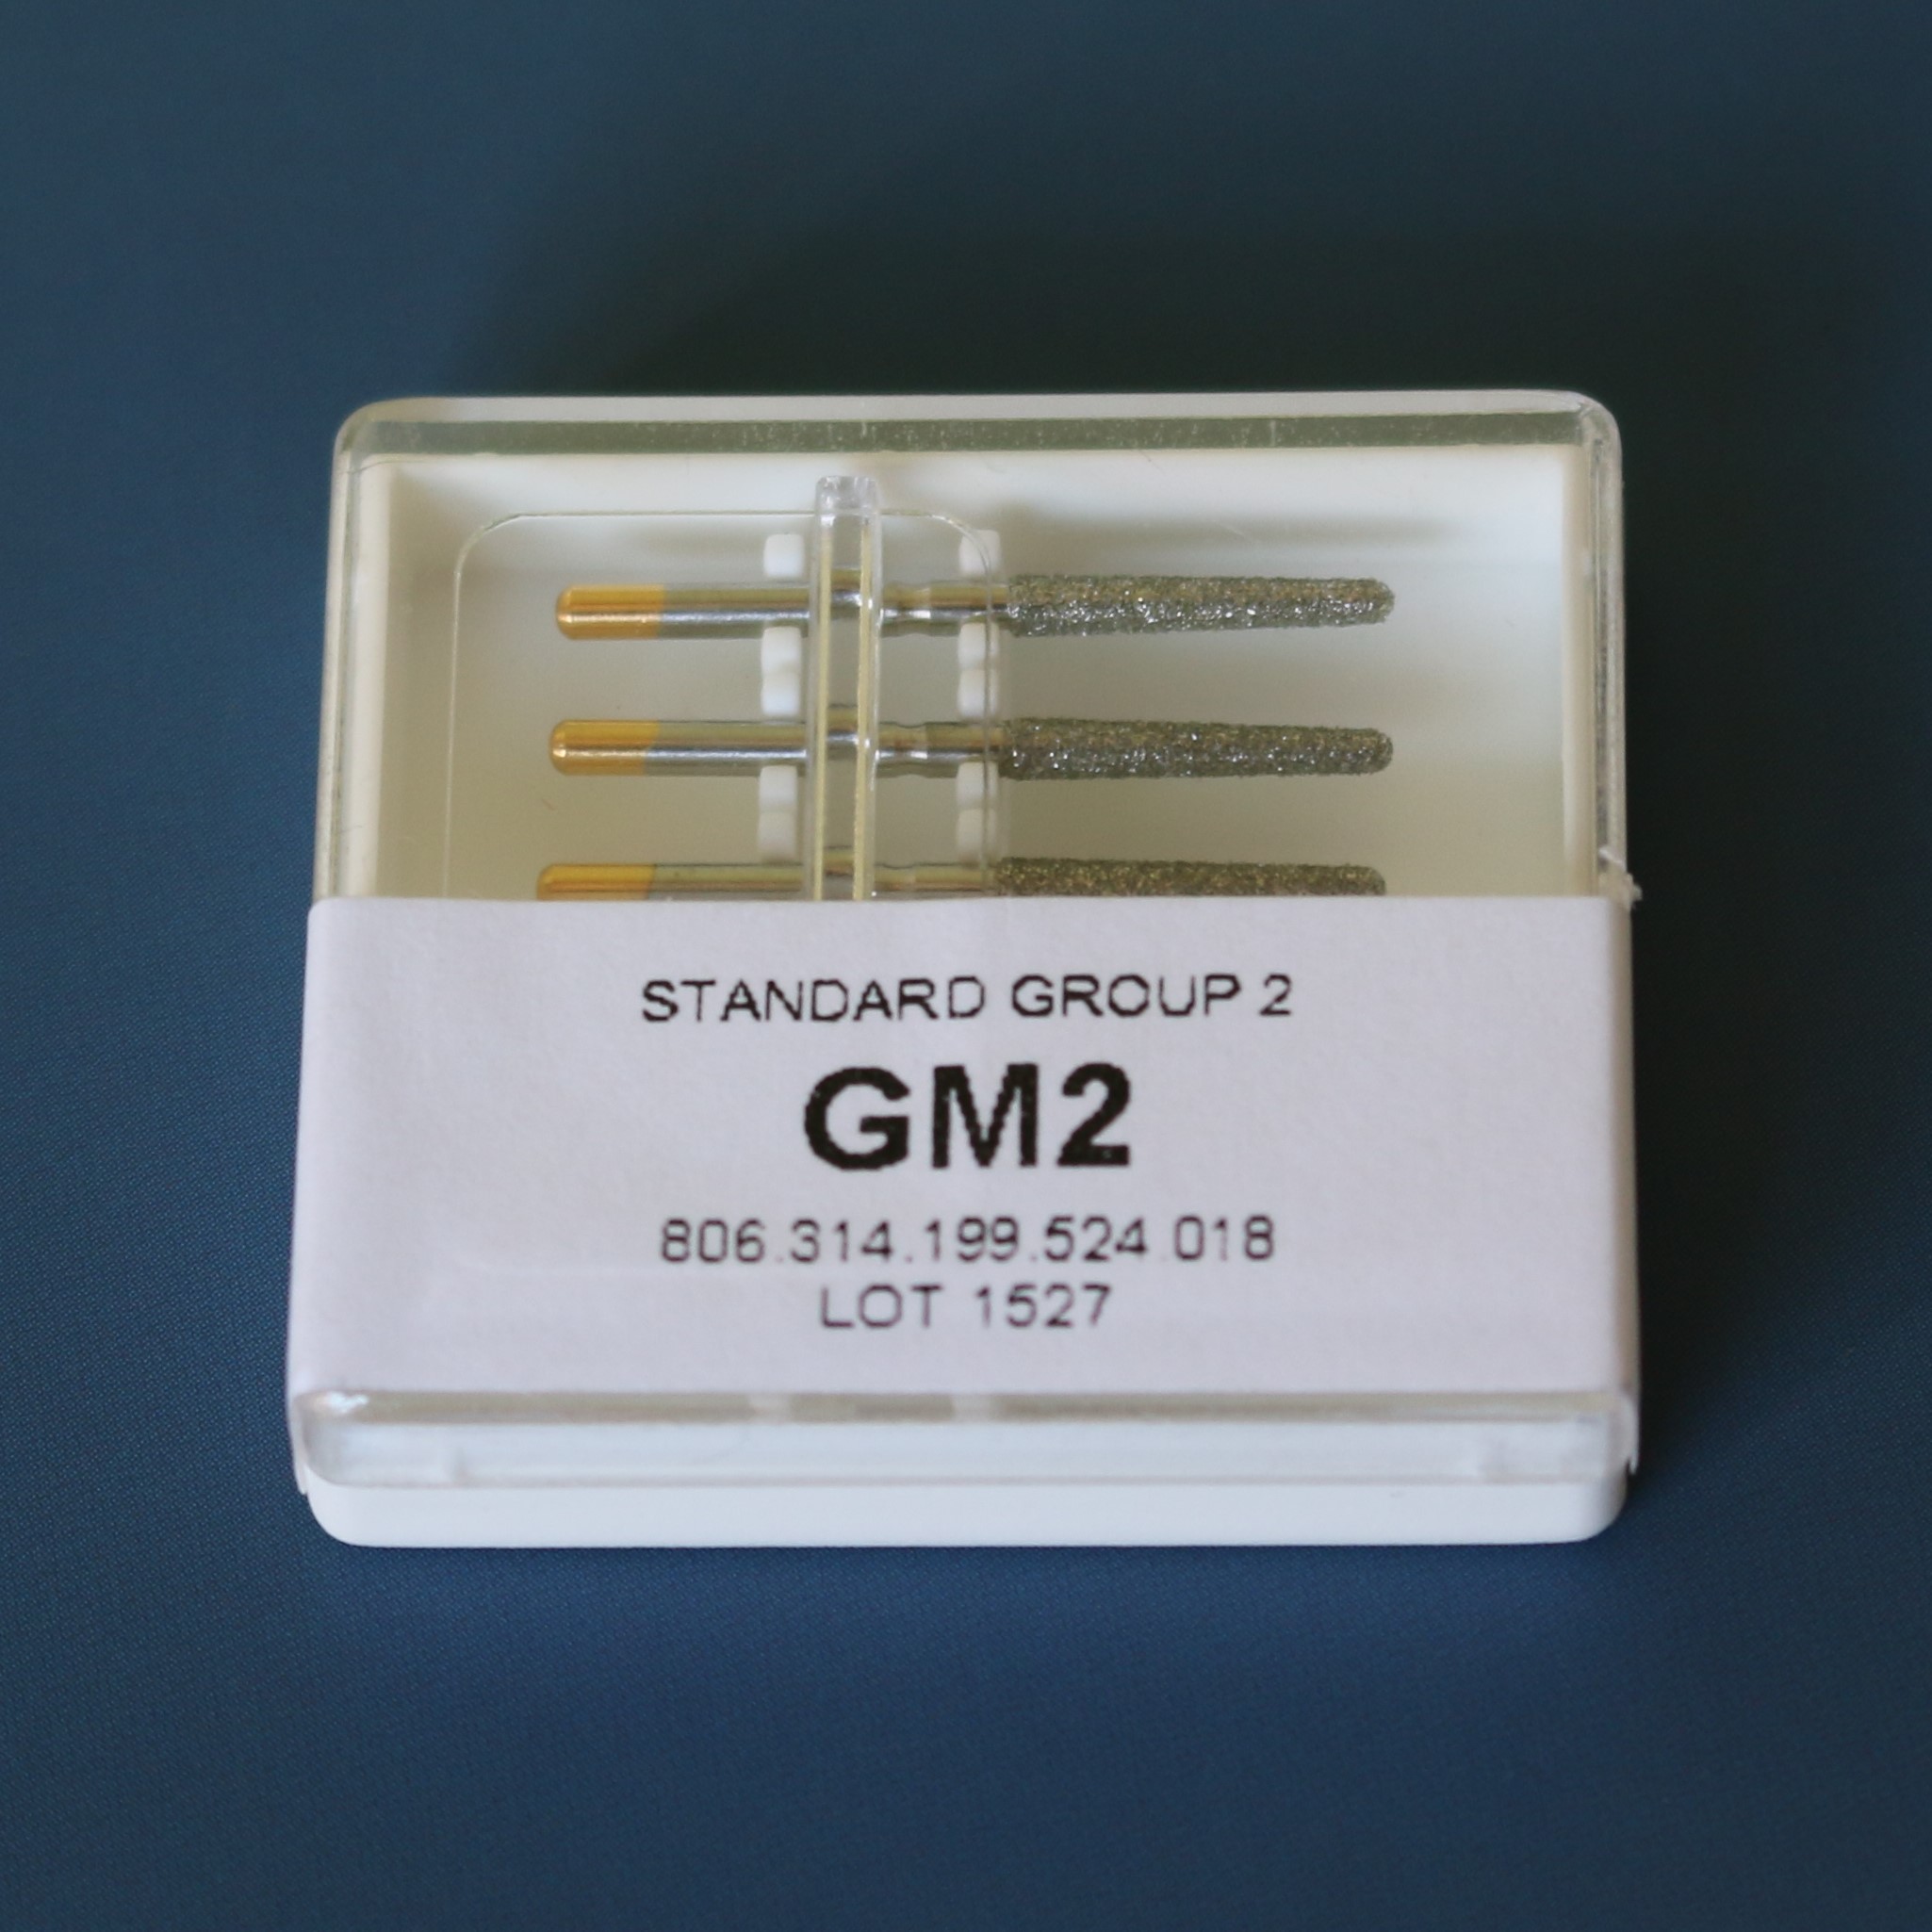 STANDARD GROUP 2
GM2
806.314.199.524.018
LOT 1527